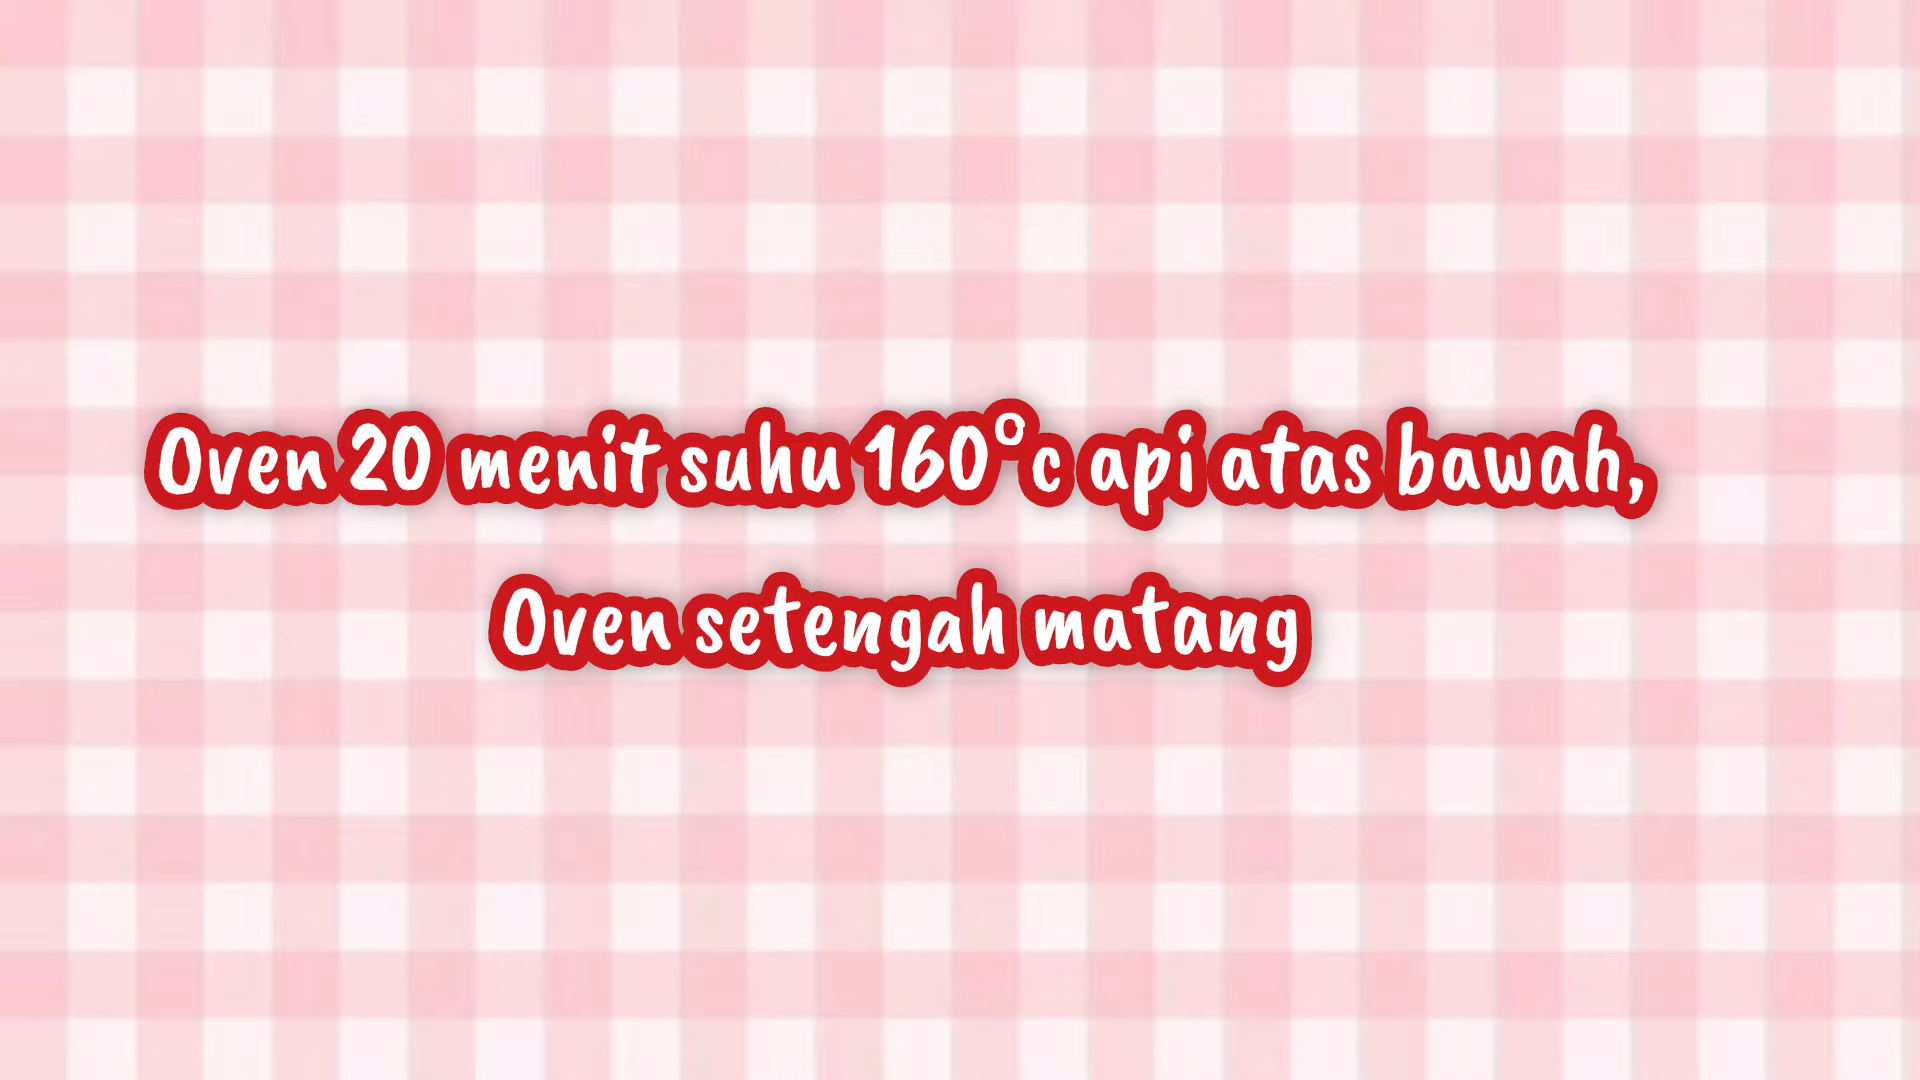 Oven 20 menit suhu 160°c api atas bawah,
Oven setengah matang